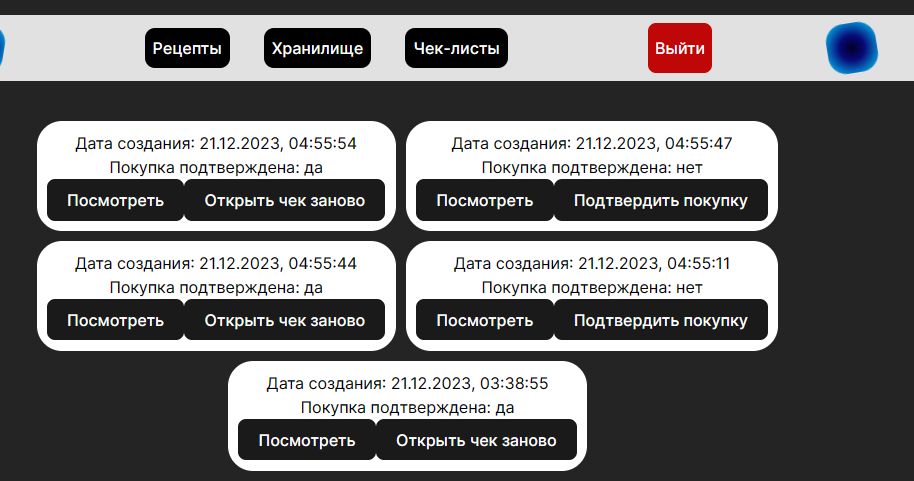 Рецепты Хранилище Чек-листы Выйти
Дата создания: 21.12.2023, 04:55:54
Покупка подтверждена: да
Посмотреть Открыть чек заново
Дата создания: 21.12.2023, 04:55:47
Покупка подтверждена: нет
Посмотреть Подтвердить покупку
Дата создания: 21.12.2023, 04:55:44
Покупка подтверждена: да
Посмотреть Открыть чек заново
Дата создания: 21.12.2023, 04:55:11
Покупка подтверждена: нет
Посмотреть Подтвердить покупку
Дата создания: 21.12.2023, 03:38:55
Покупка подтверждена: да
Посмотреть Открыть чек заново